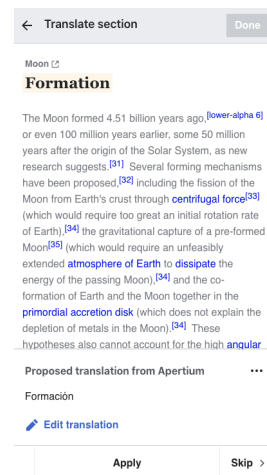 Translate section
Done
Moon
Formation
The Moon formed 4.51 billion years ago,[lower-alpha 6]
or even 100 million years earlier, some 50 million
years after the origin of the Solar System, as new
research suggests.[31] Several forming mechanisms
have been proposed,[32] including the fission of the
Moon from Earth's crust through centrifugal force[33]
(which would require too great an initial rotation rate
of Earth),[34] the gravitational capture of a pre-formed
Moon[35] (which would require an unfeasibly
extended atmosphere of Earth to dissipate the
energy of the passing Moon),[34] and the co-
formation of Earth and the Moon together in the
primordial accretion disk (which does not explain the
depletion of metals in the Moon).[34] These
hypotheses also cannot account for the high angular
Proposed translation from Apertium
Formación
Edit translation
Apply
Skip